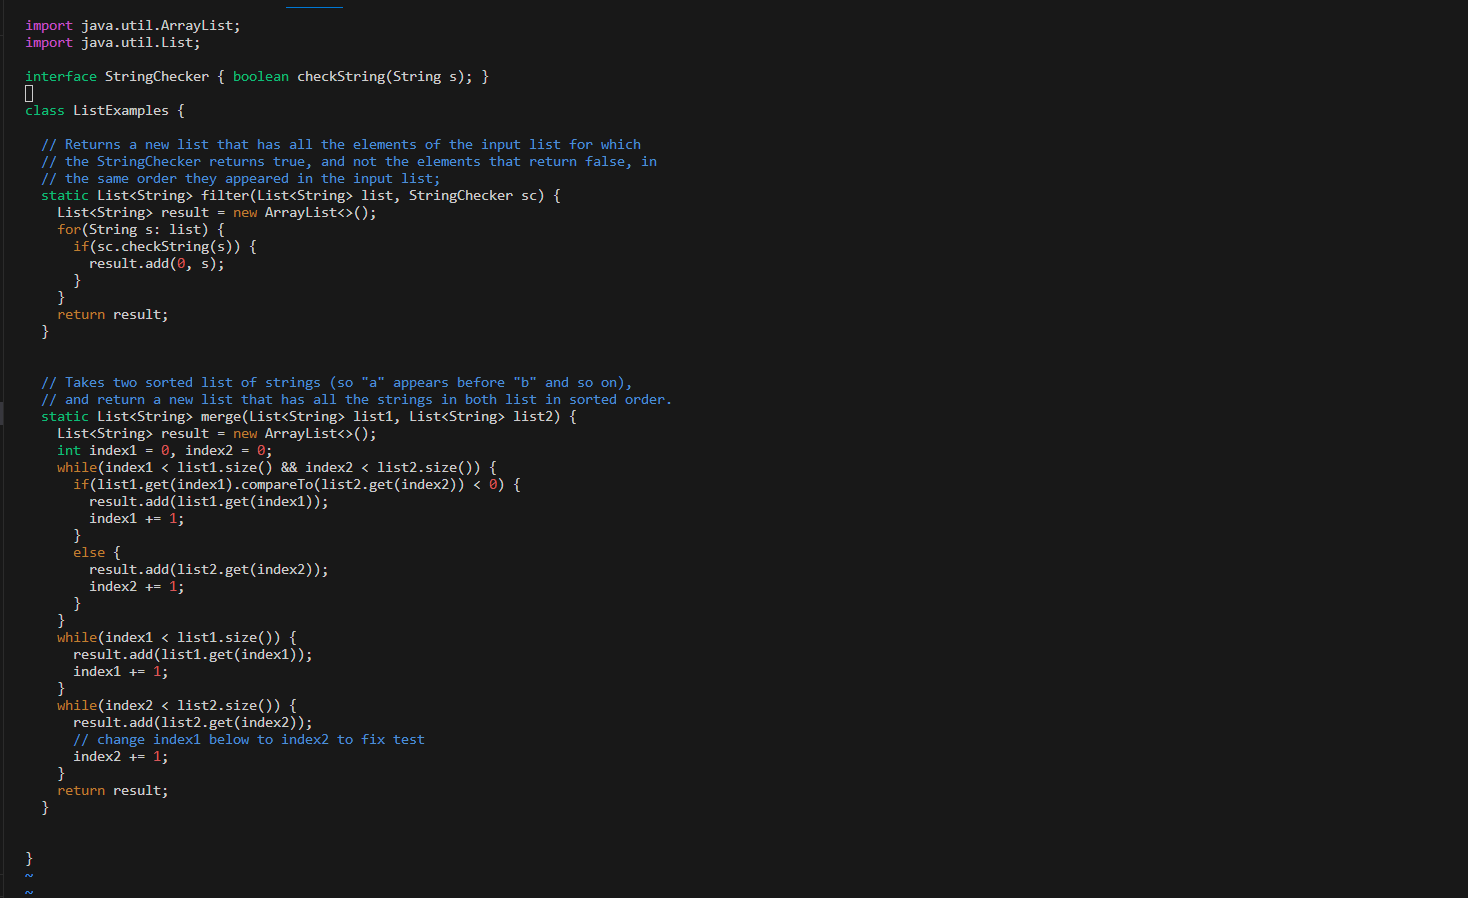 import java.util.ArrayList;
import java.util.List;

interface StringChecker { boolean checkString(String s); }

class ListExamples {

  // Returns a new list that has all the elements of the input list for which
  // the StringChecker returns true, and not the elements that return false, in
  // the same order they appeared in the input list;
  static List<String> filter(List<String> list, StringChecker sc) {
    List<String> result = new ArrayList<>();
    for(String s: list) {
      if(sc.checkString(s)) {
        result.add(0, s);
      }
    }
    return result;
  }


  // Takes two sorted list of strings (so "a" appears before "b" and so on),
  // and return a new list that has all the strings in both list in sorted order.
  static List<String> merge(List<String> list1, List<String> list2) {
    List<String> result = new ArrayList<>();
    int index1 = 0, index2 = 0;
    while(index1 < list1.size() && index2 < list2.size()) {
      if(list1.get(index1).compareTo(list2.get(index2)) < 0) {
        result.add(list1.get(index1));
        index1 += 1;
      }
      else {
        result.add(list2.get(index2));
        index2 += 1;
      }
    }
    while(index1 < list1.size()) {
      result.add(list1.get(index1));
      index1 += 1;
    }
    while(index2 < list2.size()) {
      result.add(list2.get(index2));
      // change index1 below to index2 to fix test
      index2 += 1;
    }
    return result;
  }


}
~
~